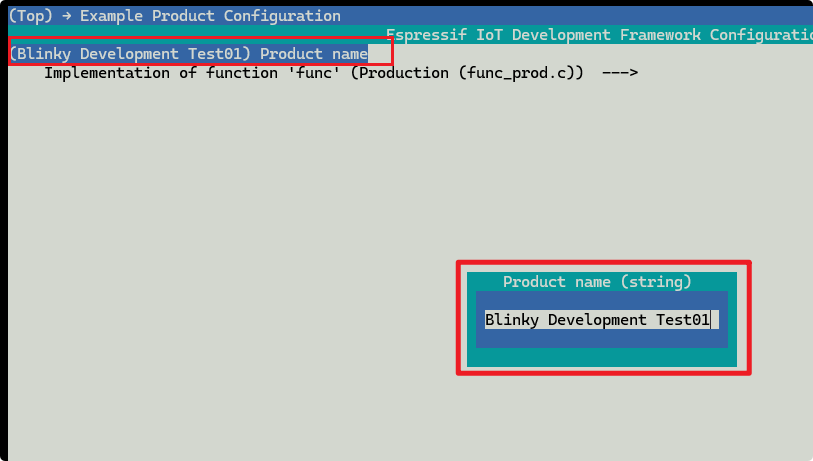 (Top) → Example Product Configuration
Espressif IoT Development Framework Configuratio
(Blinky Development Test01) Product name
Implementation of function 'func' (Production (func_prod.c))  --->
Product name (string)
Blinky Development Test01